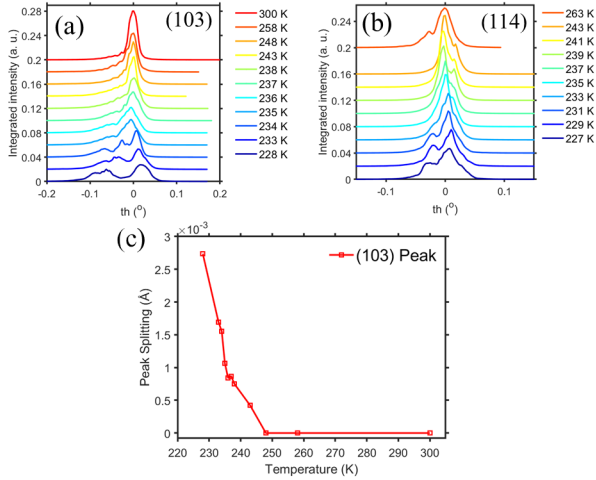 (a)
(103)
Integrated intensity (a. u.)
0.28
0.24
0.2
0.16
0.12
0.08
0.04
0
-0.2
-0.1
0
0.1
0.2
th (°)
300 K
258 K
248 K
243 K
238 K
237 K
236 K
235 K
234 K
233 K
228 K
(b)
(114)
Integrated intensity (a. u.)
0.24
0.2
0.16
0.12
0.08
0.04
0
-0.1
0
0.1
th (°)
263 K
243 K
241 K
239 K
237 K
235 K
233 K
231 K
229 K
227 K
(c)
×10⁻³
(103) Peak
Peak Splitting (Å)
3
2.5
2
1.5
1
0.5
0
220 230 240 250 260 270 280 290 300
Temperature (K)